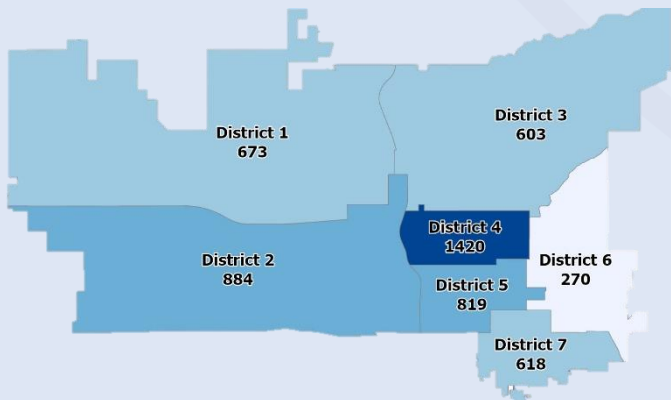 District 1
673
District 3
603
District 4
1420
District 2
884
District 6
270
District 5
819
District 7
618